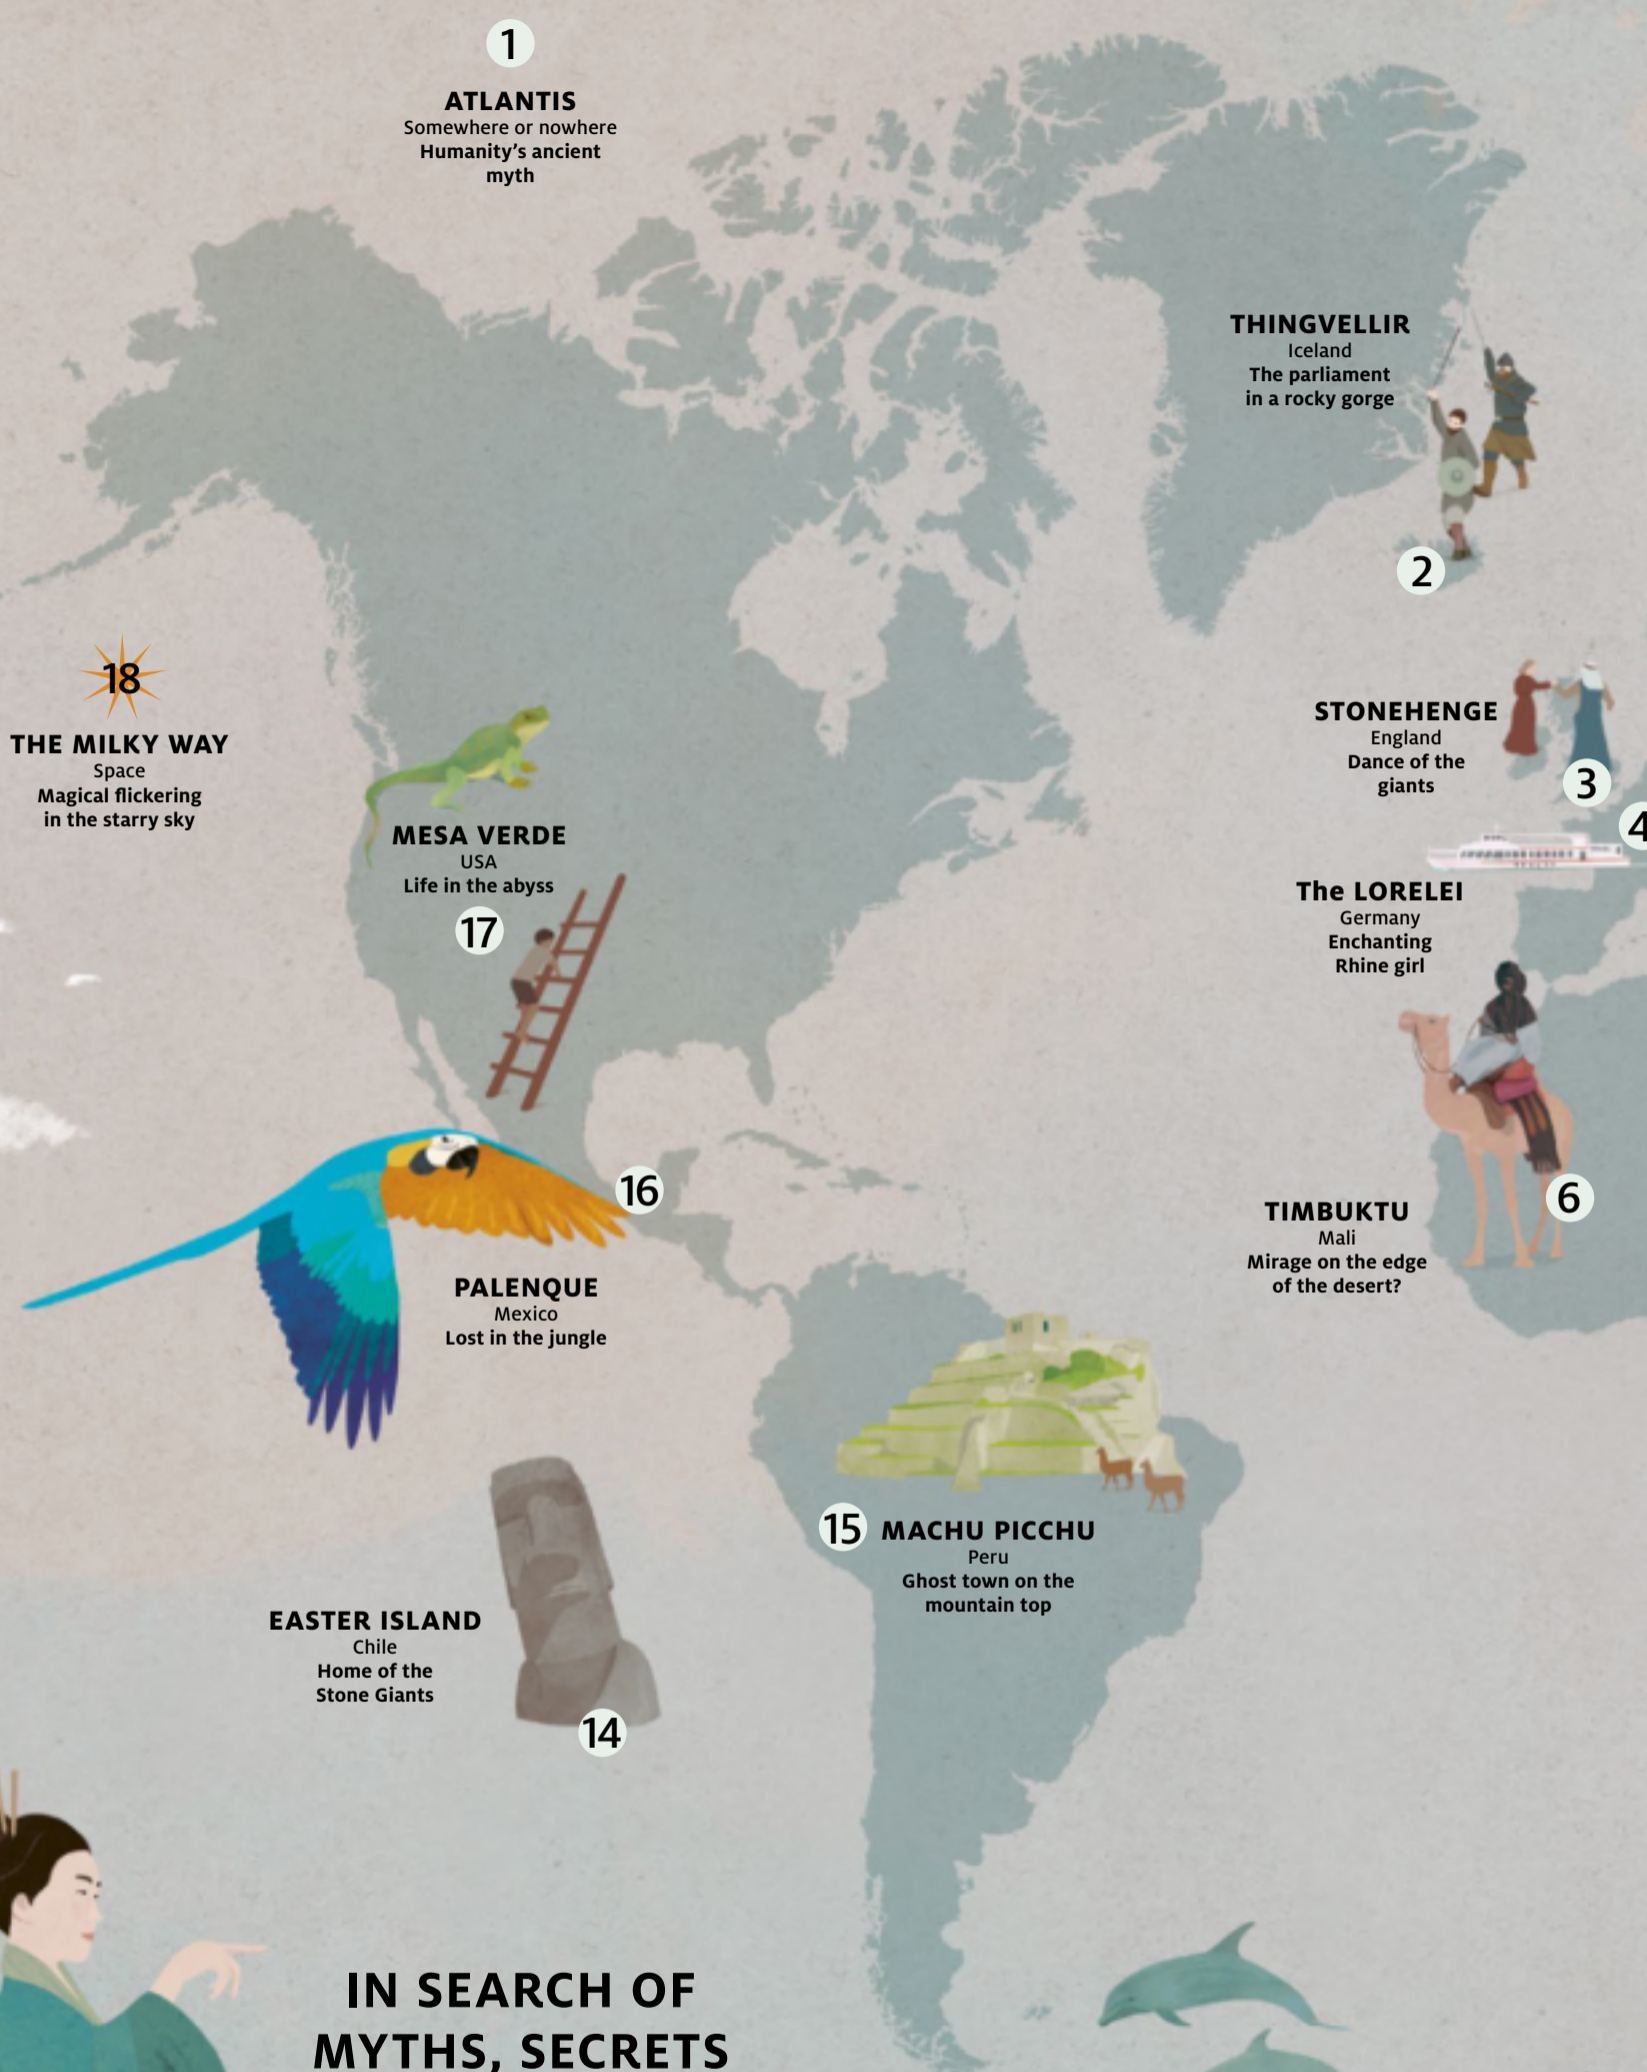 1
ATLANTIS
Somewhere or nowhere
Humanity's ancient
myth
THINGVELLIR
Iceland
The parliament
in a rocky gorge
2
18
THE MILKY WAY
Space
Magical flickering
in the starry sky
STONEHENGE
England
Dance of the
giants
3
4
MESA VERDE
USA
Life in the abyss
17
The LORELEI
Germany
Enchanting
Rhine girl
16
6
TIMBUKTU
Mali
Mirage on the edge
of the desert?
PALENQUE
Mexico
Lost in the jungle
15
MACHU PICCHU
Peru
Ghost town on the
mountain top
EASTER ISLAND
Chile
Home of the
Stone Giants
14
IN SEARCH OF
MYTHS, SECRETS